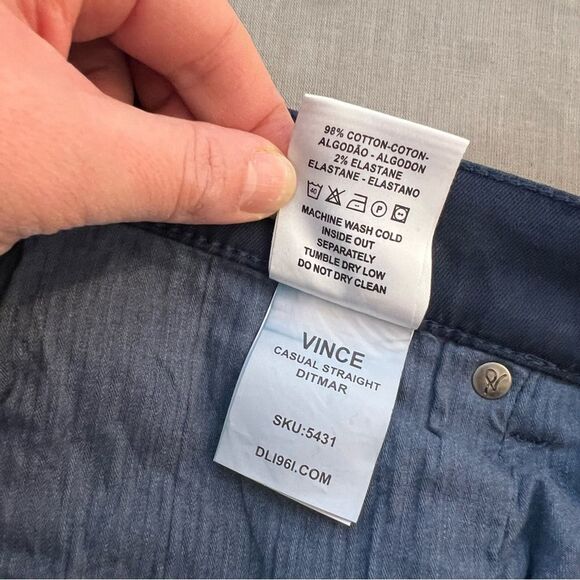 98% COTTON-COTON-
ALGODÃO - ALGODON
2% ELASTANE
ELASTANE - ELASTANO
40 P
MACHINE WASH COLD
INSIDE OUT
SEPARATELY
TUMBLE DRY LOW
DO NOT DRY CLEAN
VINCE
CASUAL STRAIGHT
DITMAR
SKU:5431
DLI96I.COM